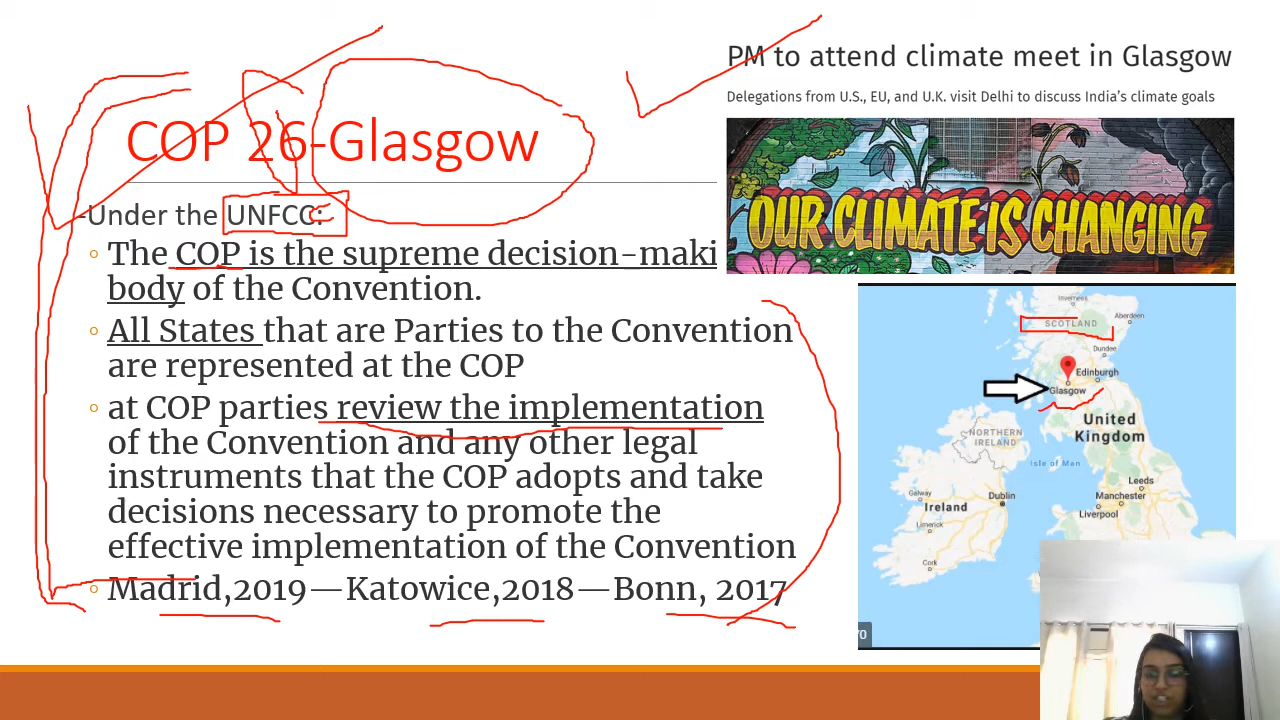 PM to attend climate meet in Glasgow
Delegations from U.S., EU, and U.K. visit Delhi to discuss India's climate goals
COP 26-Glasgow
OUR CLIMATE IS CHANGING
-Under the UNFCC:
The COP is the supreme decision-maki
body of the Convention.
All States that are Parties to the Convention
are represented at the COP
at COP parties review the implementation
of the Convention and any other legal
instruments that the COP adopts and take
decisions necessary to promote the
effective implementation of the Convention
Madrid,2019—Katowice,2018—Bonn, 2017
Inverness
Aberdeen
SCOTLAND
Dundee
Edinburgh
Glasgow
United
Kingdom
NORTHERN
IRELAND
Isle of Man
Leeds
Galway
Dublin
Manchester
Ireland
Liverpool
Limerick
Cork
70